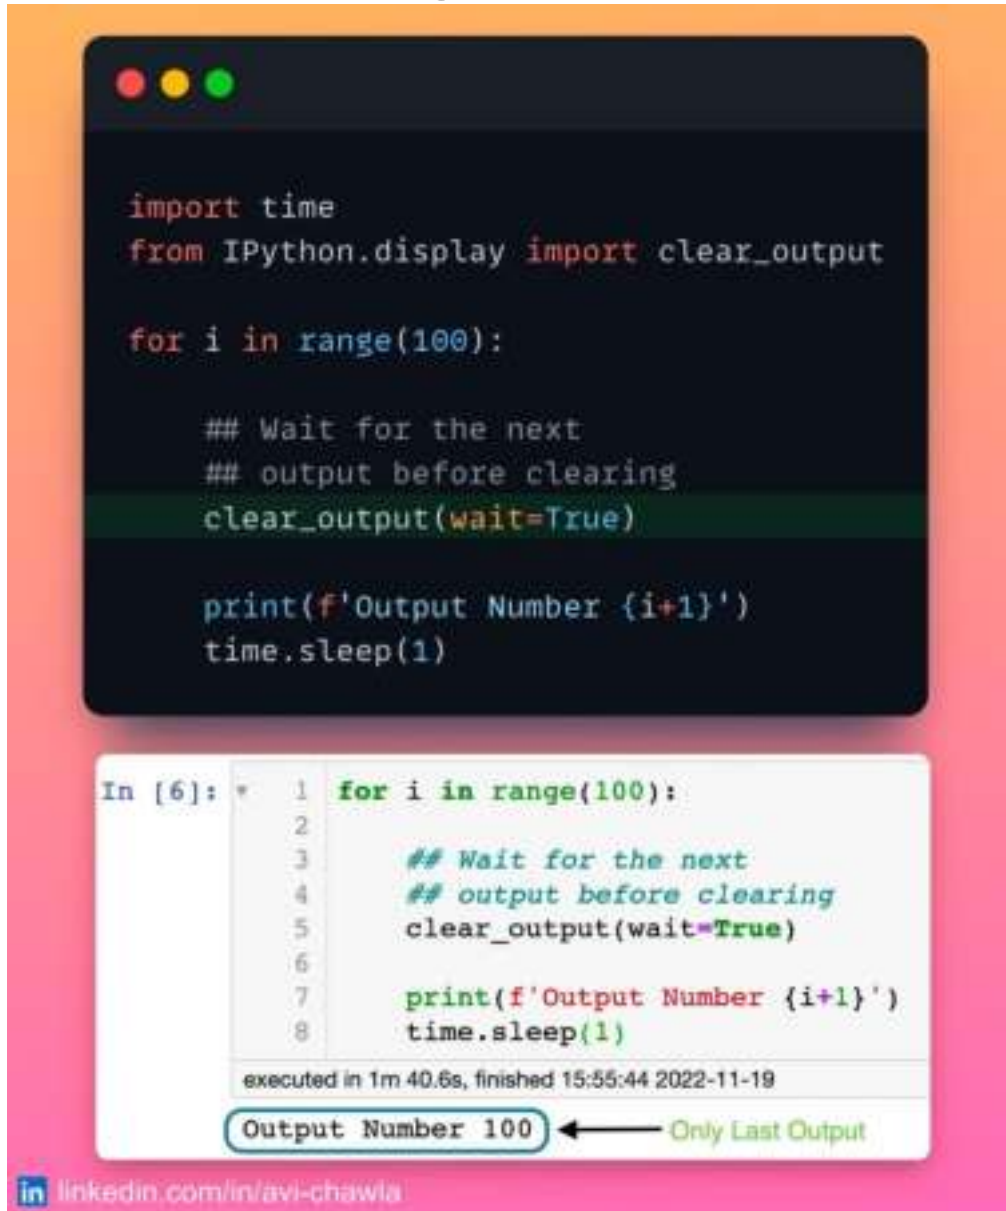 import time
from IPython.display import clear_output
for i in range(100):
## Wait for the next
## output before clearing
clear_output(wait=True)
print(f'Output Number {i+1}')
time.sleep(1)
In [6]:
1 for i in range(100):
2
3 ## Wait for the next
4 ## output before clearing
5 clear_output(wait=True)
6
7 print(f'Output Number {i+1}')
8 time.sleep(1)
executed in 1m 40.6s, finished 15:55:44 2022-11-19
Output Number 100 Only Last Output
in linkedin.com/in/avi-chawla